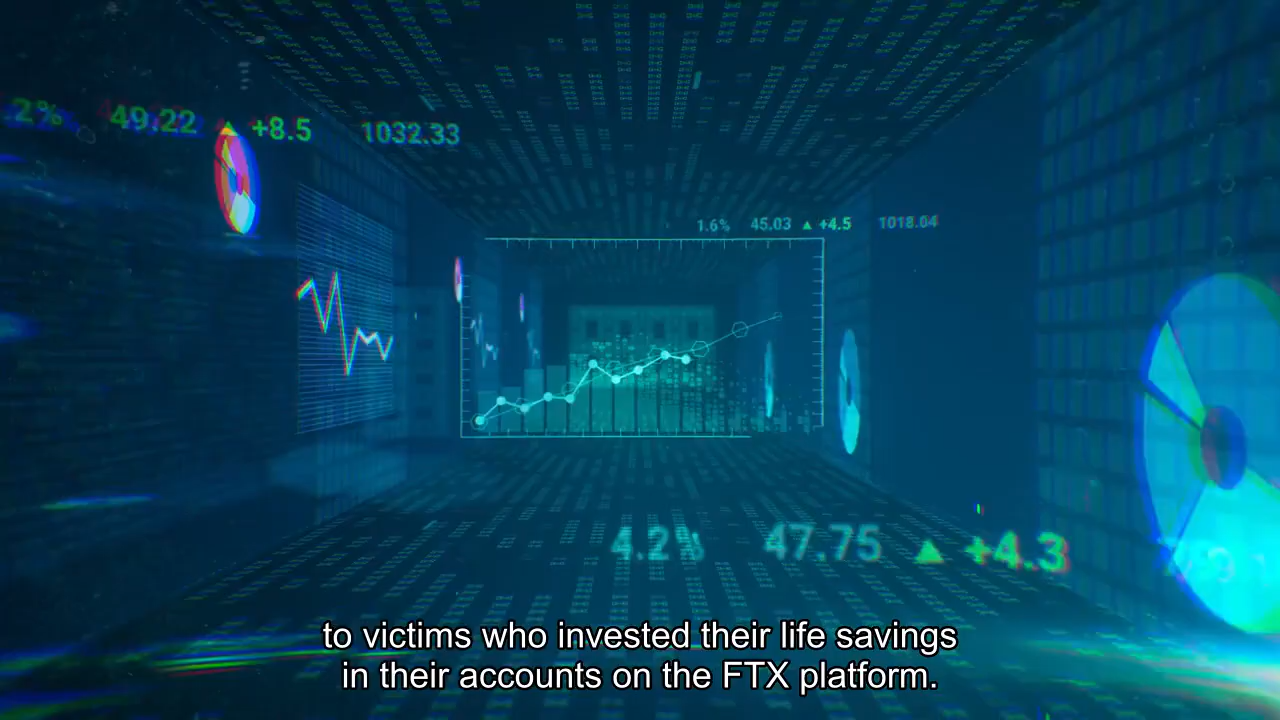 .2% 49.22 ▲ +8.5 1032.33
1.6% 45.03 ▲ +4.5 1018.04
4.2% 47.75 ▲ +4.3
to victims who invested their life savings
in their accounts on the FTX platform.